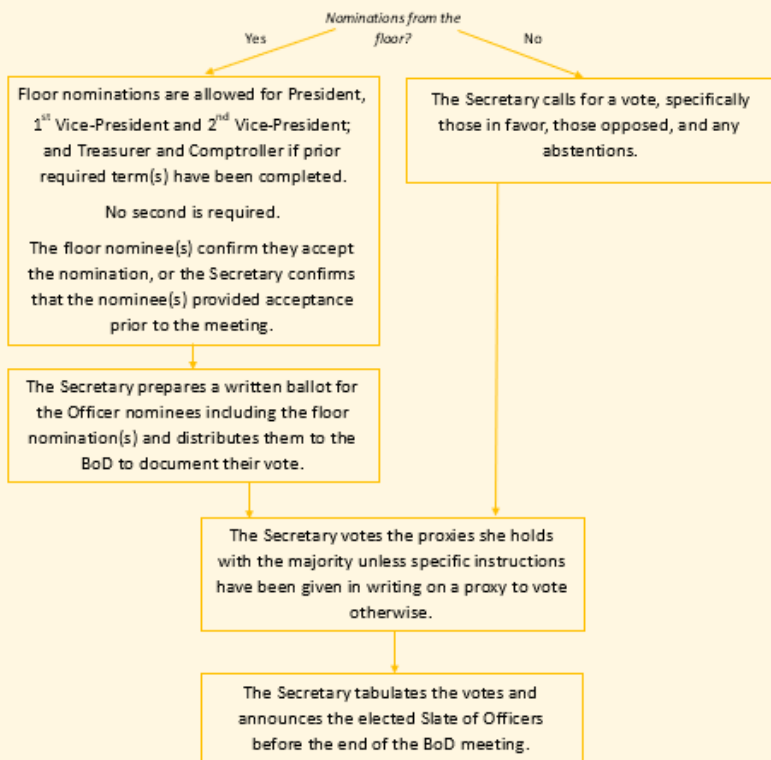 Nominations from the
floor?
Yes
No
Floor nominations are allowed for President,
1st Vice-President and 2nd Vice-President;
and Treasurer and Comptroller if prior
required term(s) have been completed.
No second is required.
The floor nominee(s) confirm they accept
the nomination, or the Secretary confirms
that the nominee(s) provided acceptance
prior to the meeting.
The Secretary calls for a vote, specifically
those in favor, those opposed, and any
abstentions.
The Secretary prepares a written ballot for
the Officer nominees including the floor
nomination(s) and distributes them to the
BoD to document their vote.
The Secretary votes the proxies she holds
with the majority unless specific instructions
have been given in writing on a proxy to vote
otherwise.
The Secretary tabulates the votes and
announces the elected Slate of Officers
before the end of the BoD meeting.